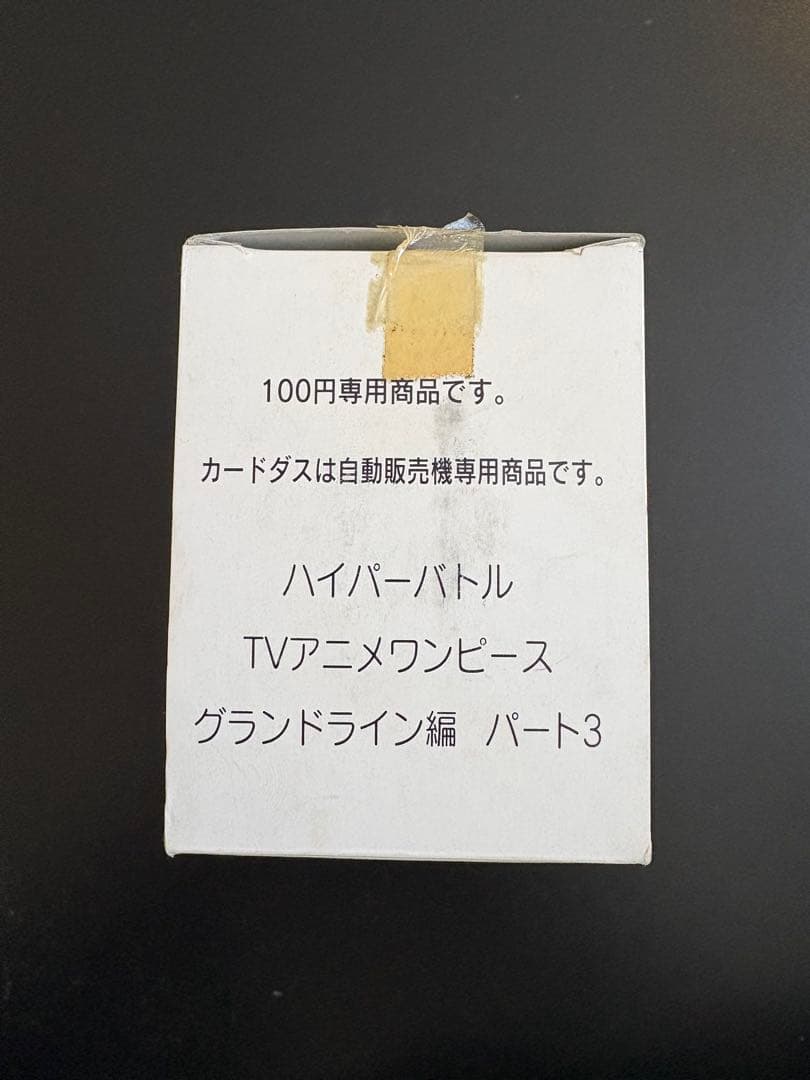 100円専用商品です。
カードダスは自動販売機専用商品です。
ハイパーバトル
TVアニメワンピース
グランドライン編　パート3